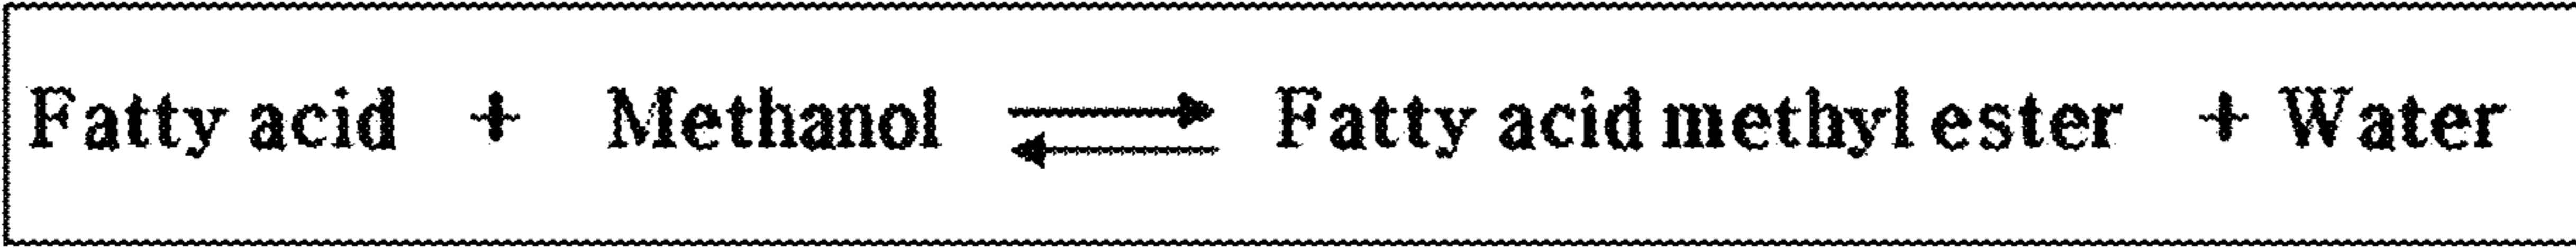 Fatty acid + Methanol ⇌ Fatty acid methyl ester + Water